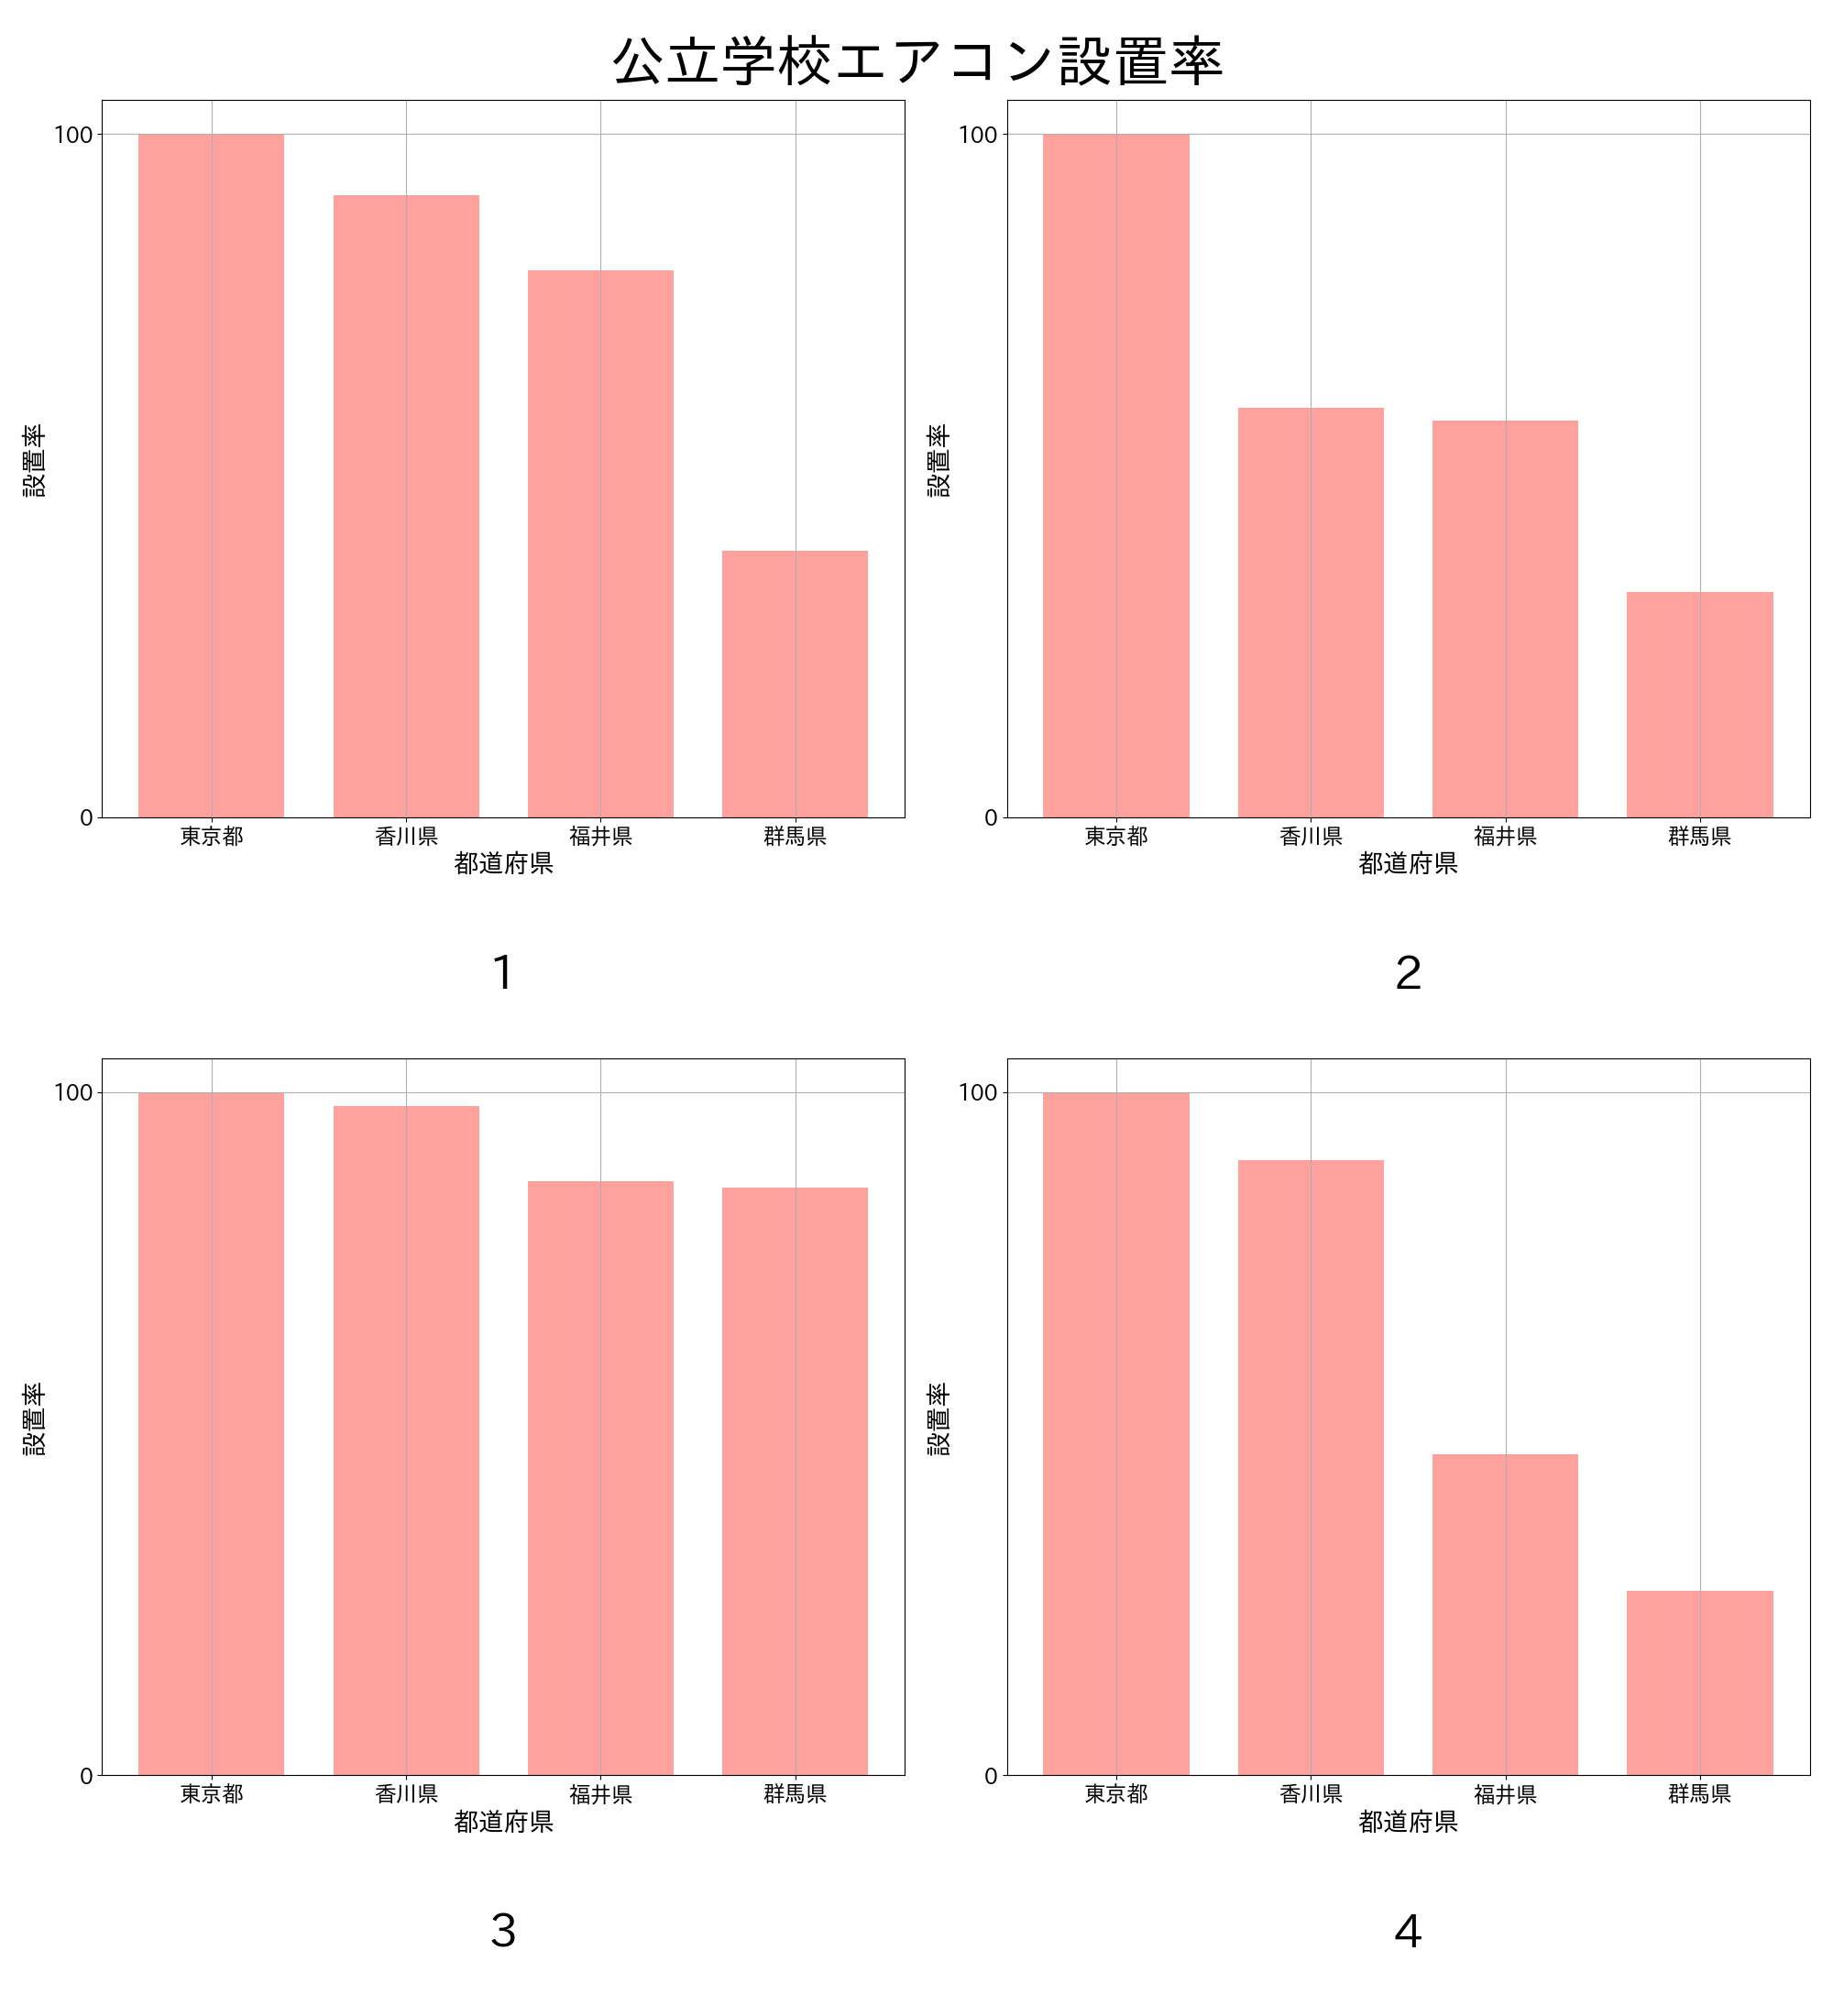 公立学校エアコン設置率
100
0
設置率
東京都 香川県 福井県 群馬県
都道府県
1
100
0
設置率
東京都 香川県 福井県 群馬県
都道府県
2
100
0
設置率
東京都 香川県 福井県 群馬県
都道府県
3
100
0
設置率
東京都 香川県 福井県 群馬県
都道府県
4